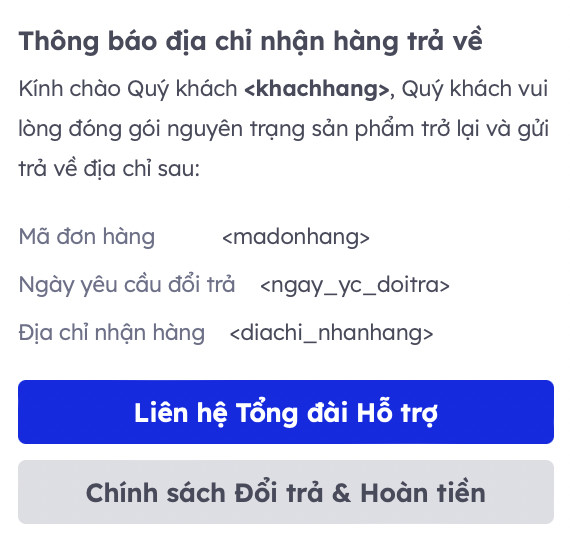 Thông báo địa chỉ nhận hàng trả về
Kính chào Quý khách <khachhang>, Quý khách vui
lòng đóng gói nguyên trạng sản phẩm trở lại và gửi
trả về địa chỉ sau:
Mã đơn hàng <madonhang>
Ngày yêu cầu đổi trả <ngay_yc_doitra>
Địa chỉ nhận hàng <diachi_nhanhang>
Liên hệ Tổng đài Hỗ trợ
Chính sách Đổi trả & Hoàn tiền